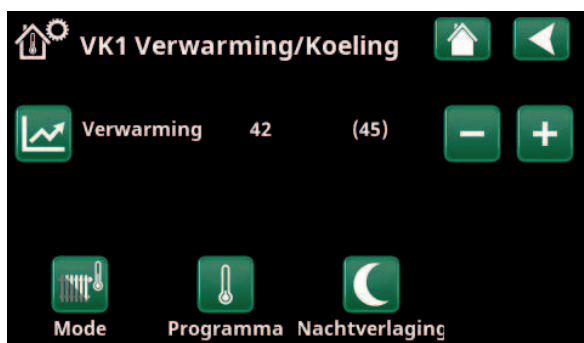 VK1 Verwarming/Koeling
Verwarming 42 (45)
Mode Programma Nachtverlaging